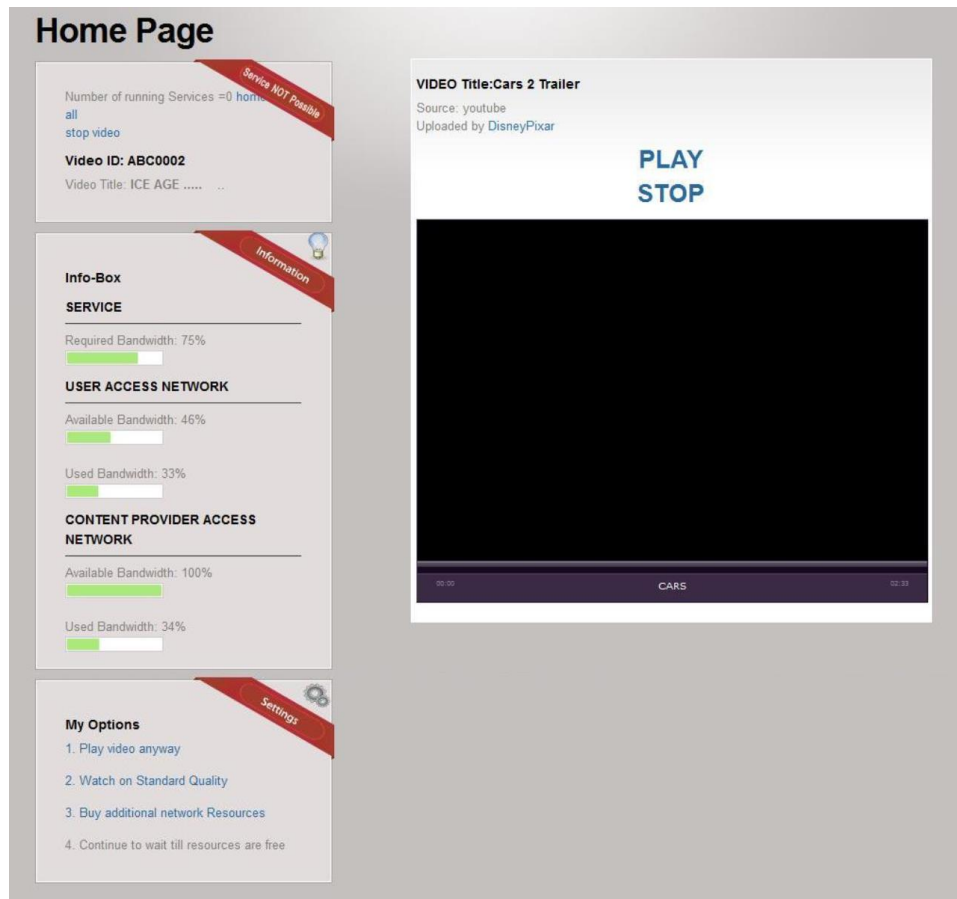 Home Page
Service NOT Possible
Number of running Services =0 home
all
stop video
Video ID: ABC0002
Video Title: ICE AGE ..... ..
Information
Info-Box
SERVICE
Required Bandwidth: 75%
USER ACCESS NETWORK
Available Bandwidth: 46%
Used Bandwidth: 33%
CONTENT PROVIDER ACCESS
NETWORK
Available Bandwidth: 100%
Used Bandwidth: 34%
Settings
My Options
1. Play video anyway
2. Watch on Standard Quality
3. Buy additional network Resources
4. Continue to wait till resources are free
VIDEO Title:Cars 2 Trailer
Source: youtube
Uploaded by DisneyPixar
PLAY
STOP
00:00 CARS 02:33